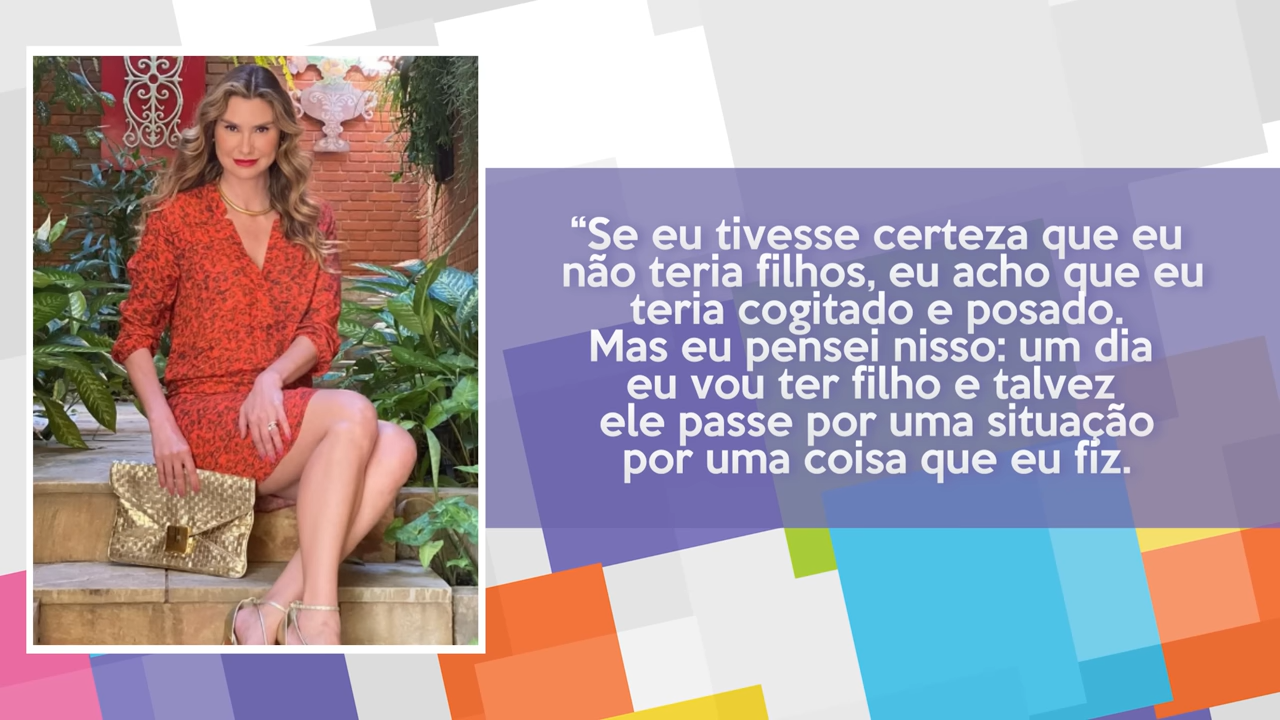 “Se eu tivesse certeza que eu
não teria filhos, eu acho que eu
teria cogitado e posado.
Mas eu pensei nisso: um dia
eu vou ter filho e talvez
ele passe por uma situação
por uma coisa que eu fiz.